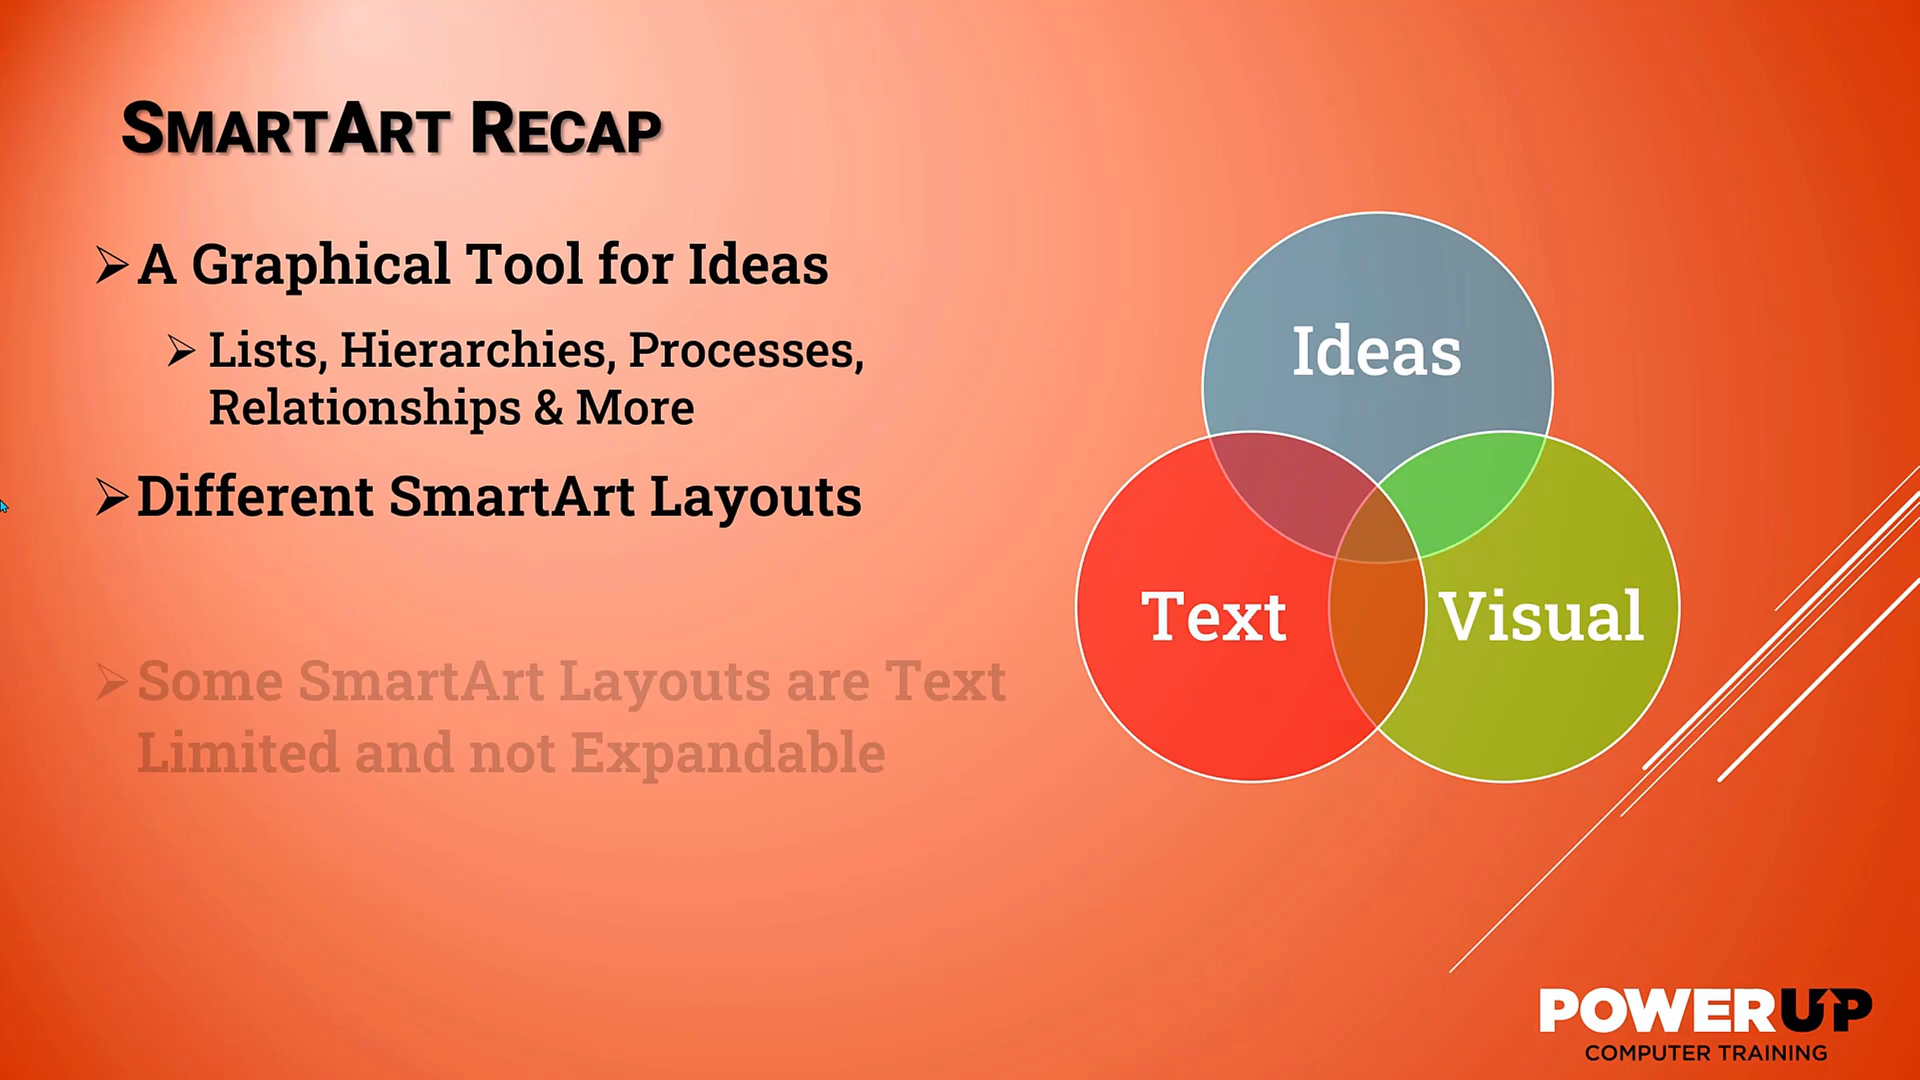 SMARTART RECAP
A Graphical Tool for Ideas
Lists, Hierarchies, Processes,
Relationships & More
Different SmartArt Layouts
Some SmartArt Layouts are Text
Limited and not Expandable
Ideas
Text
Visual
POWERUP
COMPUTER TRAINING